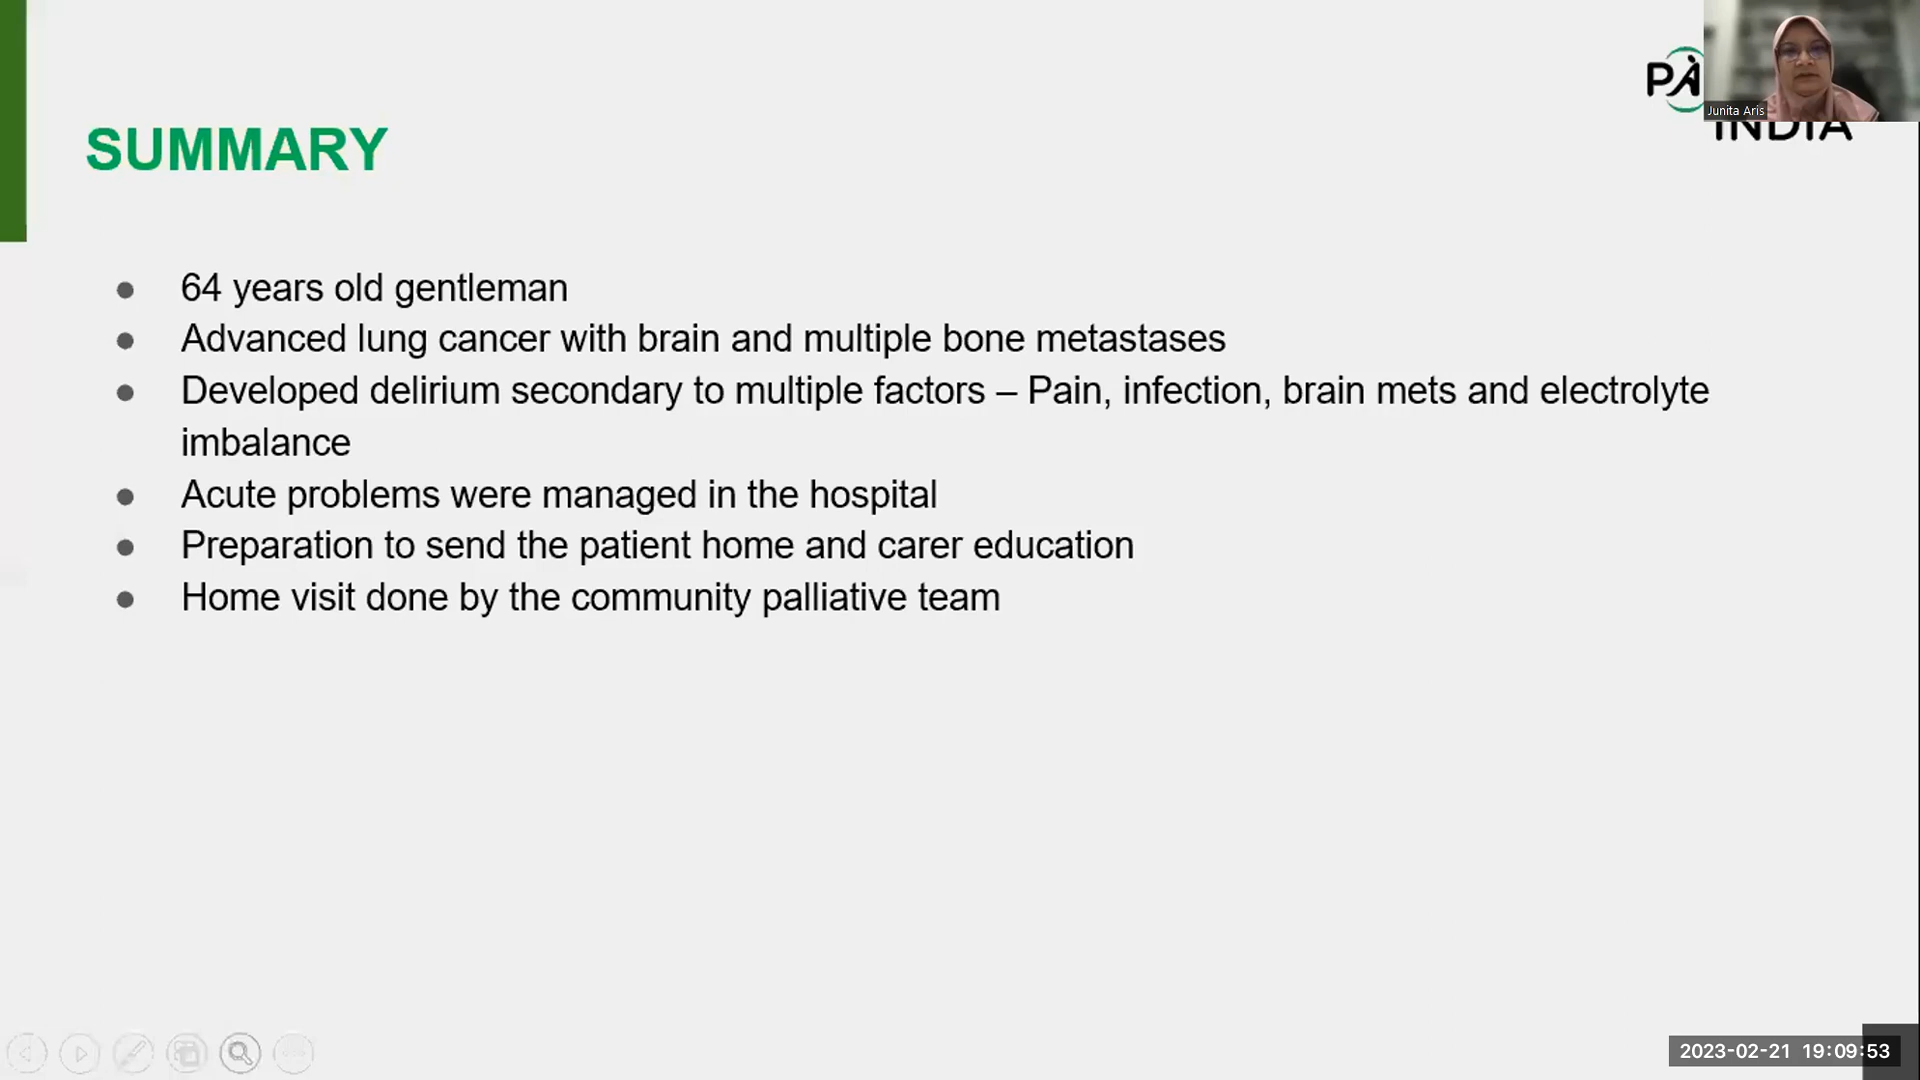 Junita Aris
INDIA
SUMMARY
64 years old gentleman
Advanced lung cancer with brain and multiple bone metastases
Developed delirium secondary to multiple factors – Pain, infection, brain mets and electrolyte
imbalance
Acute problems were managed in the hospital
Preparation to send the patient home and carer education
Home visit done by the community palliative team
2023-02-21 19:09:53